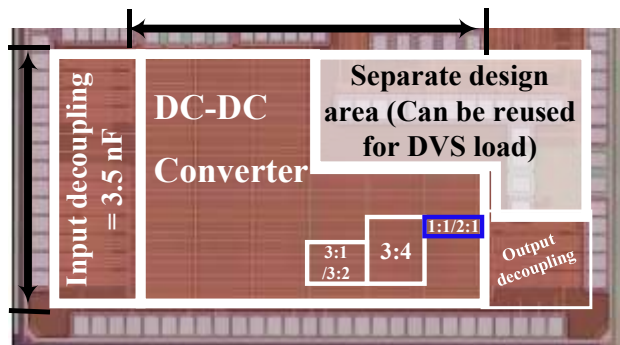 Input decoupling
= 3.5 nF
DC-DC
Converter
Separate design
area (Can be reused
for DVS load)
3:1
/3:2
3:4
1:1/2:1
Output
decoupling